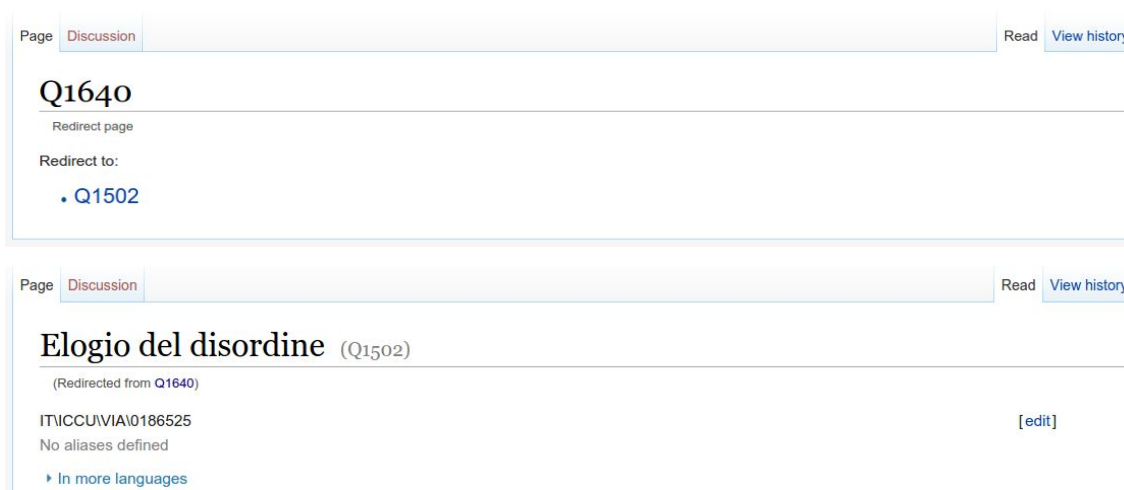 Page Discussion Read View history
Q1640
Redirect page
Redirect to:
• Q1502
Page Discussion Read View history
Elogio del disordine (Q1502)
(Redirected from Q1640)
IT\ICCU\VIA\0186525 [edit]
No aliases defined
In more languages